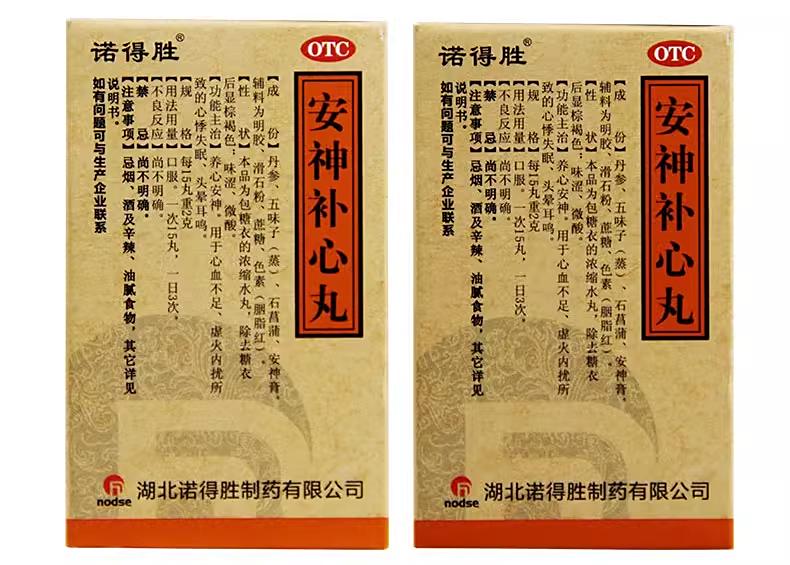 诺得胜®
OTC
安神补心丸
【成份】丹参、五味子（蒸）、石菖蒲、安神膏，
辅料为明胶、滑石粉、蔗糖、色素（胭脂红）。
【性状】本品为包糖衣的浓缩水丸，除去糖衣
后显棕褐色；味涩、微酸。
【功能主治】养心安神。用于心血不足、虚火内扰所
致的心悸失眠、头晕耳鸣。
【规格】每15丸重2克
【用法用量】口服。一次15丸，一日3次。
【不良反应】尚不明确。
【禁忌】尚不明确。
【注意事项】忌烟、酒及辛辣、油腻食物，其它详见
说明书。
如有问题可与生产企业联系
nodse
湖北诺得胜制药有限公司
诺得胜®
OTC
安神补心丸
【成份】丹参、五味子（蒸）、石菖蒲、安神膏，
辅料为明胶、滑石粉、蔗糖、色素（胭脂红）。
【性状】本品为包糖衣的浓缩水丸，除去糖衣
后显棕褐色；味涩、微酸。
【功能主治】养心安神。用于心血不足、虚火内扰所
致的心悸失眠、头晕耳鸣。
【规格】每15丸重2克
【用法用量】口服。一次15丸，一日3次。
【不良反应】尚不明确。
【禁忌】尚不明确。
【注意事项】忌烟、酒及辛辣、油腻食物，其它详见
说明书。
如有问题可与生产企业联系
nodse
湖北诺得胜制药有限公司